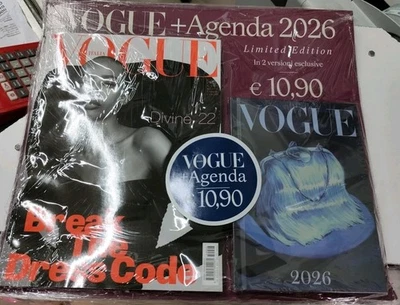 VOGUE +Agenda 2026
Limited Edition
In 2 versioni esclusive
€ 10,90
VOGUE
Divine, 22
VOGUE
+Agenda
€10,90
Break
The
Dress Code
VOGUE
2026